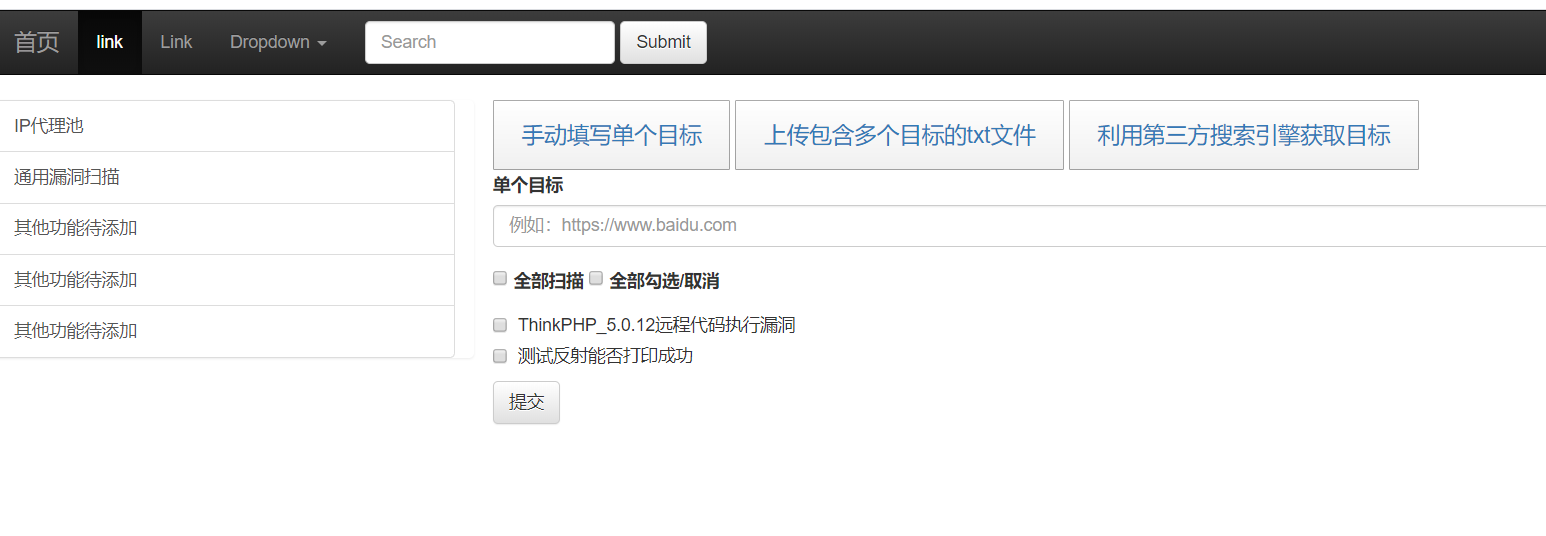 首页 link Link Dropdown Search Submit
IP代理池
通用漏洞扫描
其他功能待添加
其他功能待添加
其他功能待添加
手动填写单个目标 上传包含多个目标的txt文件 利用第三方搜索引擎获取目标
单个目标
例如：https://www.baidu.com
全部扫描 全部勾选/取消
ThinkPHP_5.0.12远程代码执行漏洞
测试反射能否打印成功
提交